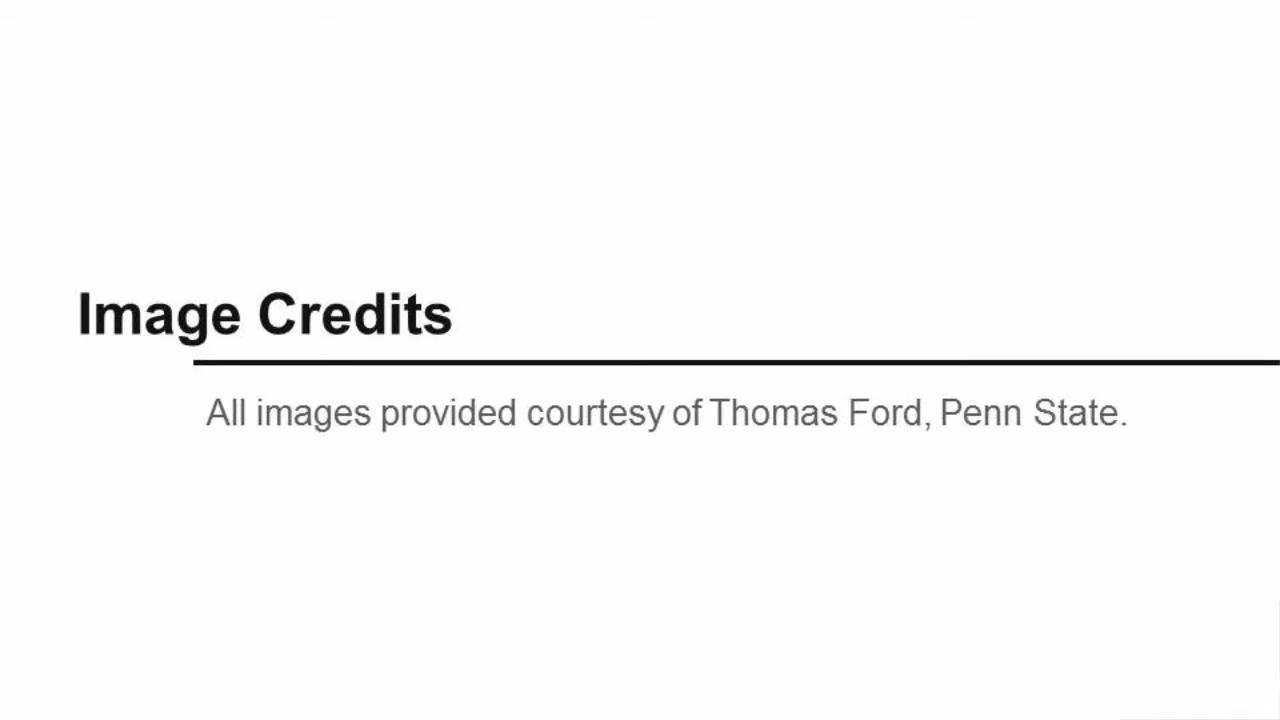 Image Credits
All images provided courtesy of Thomas Ford, Penn State.